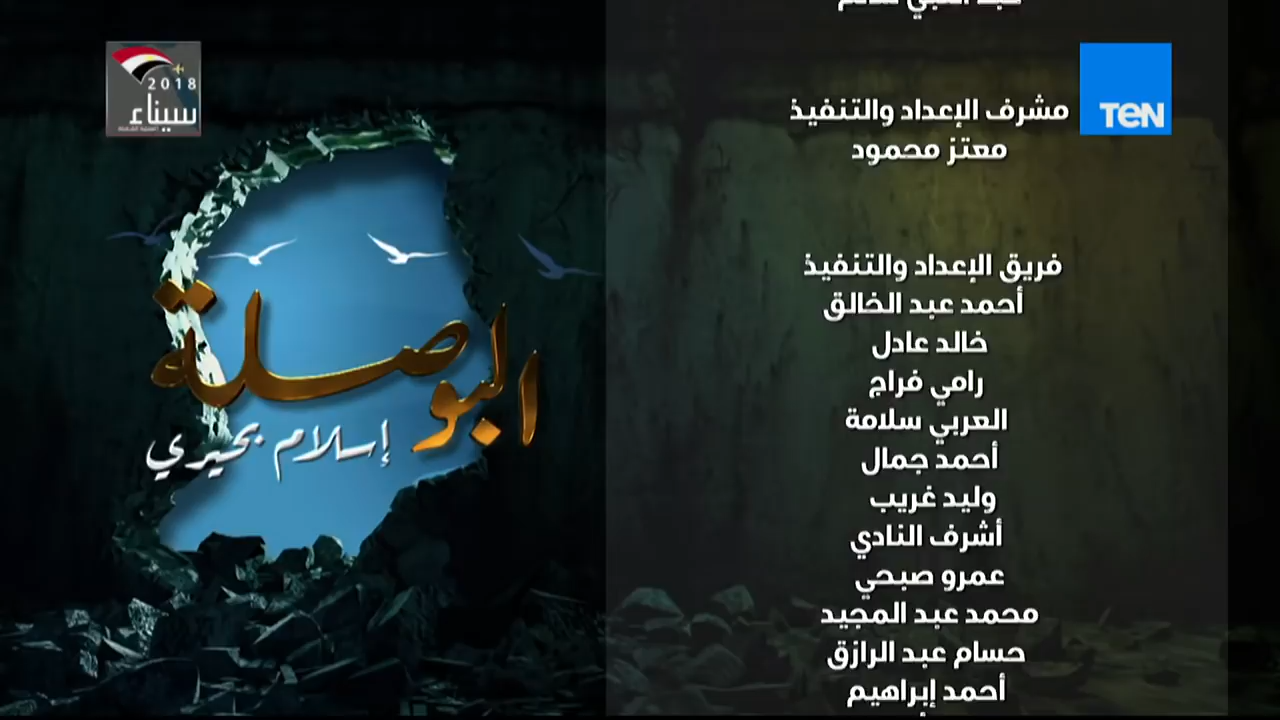 2018
سيناء
TEN
البوصلة
إسلام بحيري
مشرف الإعداد والتنفيذ
معتز محمود
فريق الإعداد والتنفيذ
أحمد عبد الخالق
خالد عادل
رامي فراج
العربي سلامة
أحمد جمال
وليد غريب
أشرف النادي
عمرو صبحي
محمد عبد المجيد
حسام عبد الرازق
أحمد إبراهيم